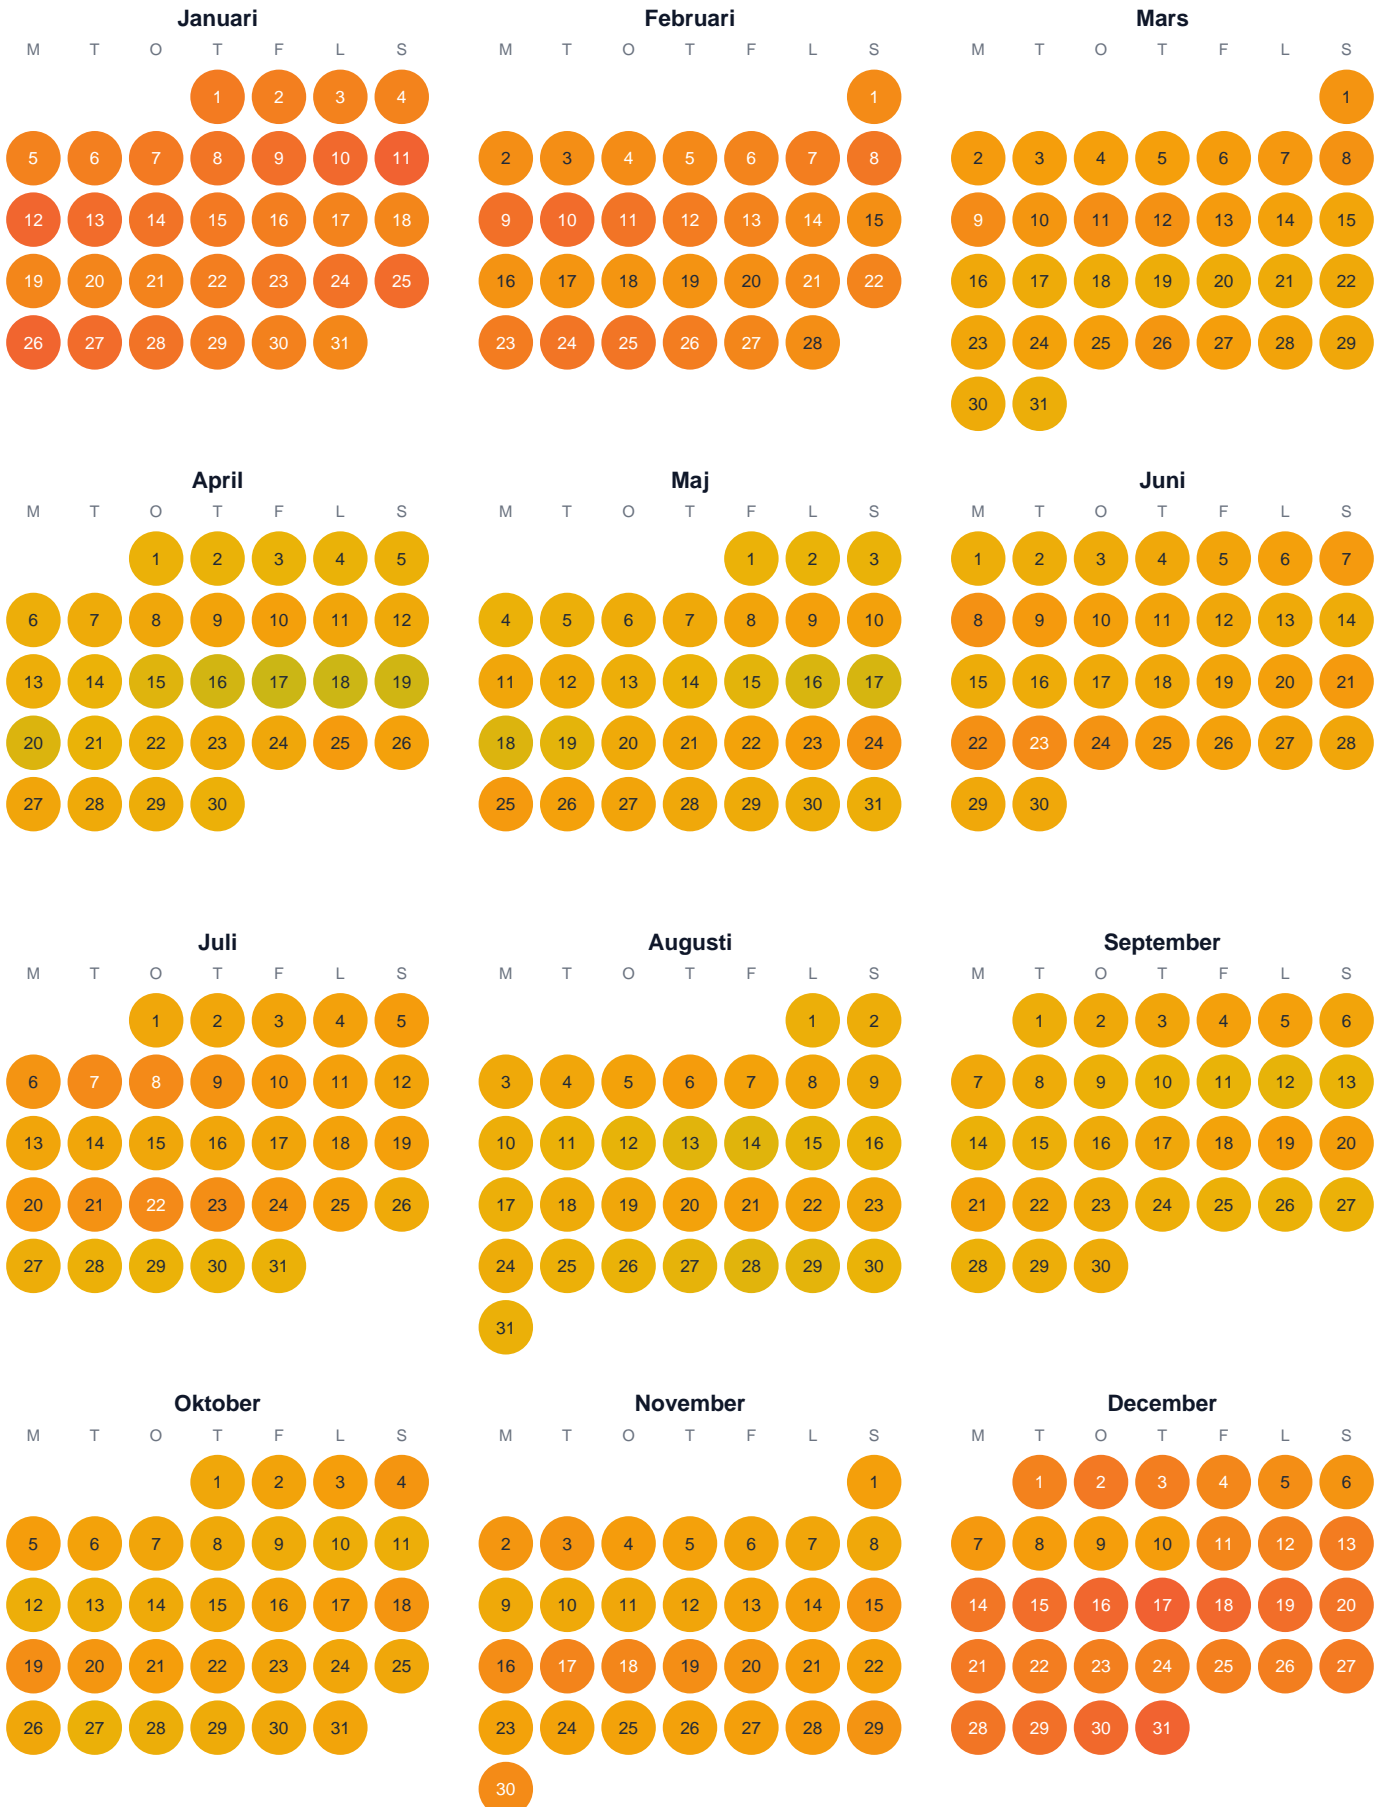 Januari
M T O T F L S
1 2 3 4
5 6 7 8 9 10 11
12 13 14 15 16 17 18
19 20 21 22 23 24 25
26 27 28 29 30 31
Februari
M T O T F L S
1
2 3 4 5 6 7 8
9 10 11 12 13 14 15
16 17 18 19 20 21 22
23 24 25 26 27 28
Mars
M T O T F L S
1
2 3 4 5 6 7 8
9 10 11 12 13 14 15
16 17 18 19 20 21 22
23 24 25 26 27 28 29
30 31
April
M T O T F L S
1 2 3 4 5
6 7 8 9 10 11 12
13 14 15 16 17 18 19
20 21 22 23 24 25 26
27 28 29 30
Maj
M T O T F L S
1 2 3
4 5 6 7 8 9 10
11 12 13 14 15 16 17
18 19 20 21 22 23 24
25 26 27 28 29 30 31
Juni
M T O T F L S
1 2 3 4 5 6 7
8 9 10 11 12 13 14
15 16 17 18 19 20 21
22 23 24 25 26 27 28
29 30
Juli
M T O T F L S
1 2 3 4 5
6 7 8 9 10 11 12
13 14 15 16 17 18 19
20 21 22 23 24 25 26
27 28 29 30 31
Augusti
M T O T F L S
1 2
3 4 5 6 7 8 9
10 11 12 13 14 15 16
17 18 19 20 21 22 23
24 25 26 27 28 29 30
31
September
M T O T F L S
1 2 3 4 5 6
7 8 9 10 11 12 13
14 15 16 17 18 19 20
21 22 23 24 25 26 27
28 29 30
Oktober
M T O T F L S
1 2 3 4
5 6 7 8 9 10 11
12 13 14 15 16 17 18
19 20 21 22 23 24 25
26 27 28 29 30 31
November
M T O T F L S
1
2 3 4 5 6 7 8
9 10 11 12 13 14 15
16 17 18 19 20 21 22
23 24 25 26 27 28 29
30
December
M T O T F L S
1 2 3 4 5 6
7 8 9 10 11 12 13
14 15 16 17 18 19 20
21 22 23 24 25 26 27
28 29 30 31